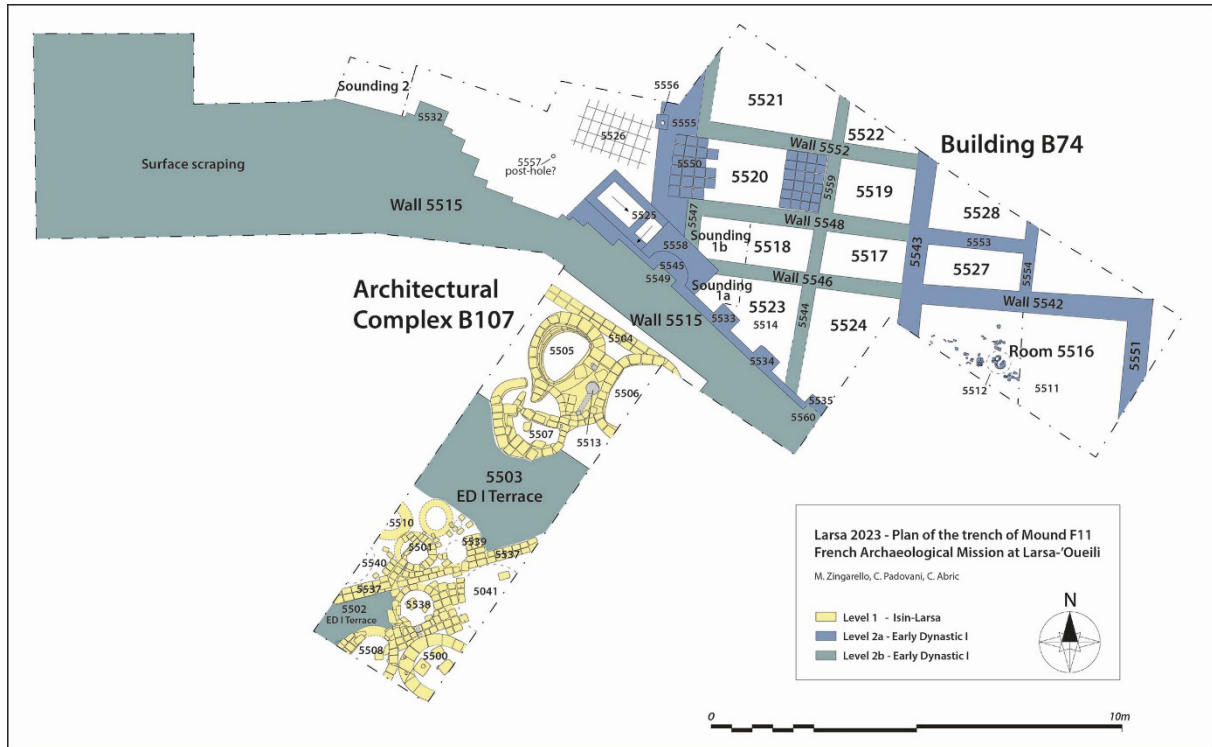 Sounding 2
5532
Surface scraping
Wall 5515
5557
post-hole?
5526
5556
5555
5550
5521
5522
Wall 5552
Building B74
5520
5559
5519
5528
5525
5547
Wall 5548
5558
Sounding
1b
5518
5517
5543
5553
5545
5549
Sounding
1a
Wall 5546
5527
5554
5523
5514
5544
5524
Wall 5542
5533
5534
5535
5560
Room 5516
5512
5511
5551
Architectural
Complex B107
Wall 5515
5504
5505
5506
5507
5513
5503
ED I Terrace
5510
5501
5539
5537
5540
5537
5041
5502
ED I Terrace
5538
5508
5500
Larsa 2023 - Plan of the trench of Mound F11
French Archaeological Mission at Larsa-'Oueili
M. Zingarello, C. Padovani, C. Abric
Level 1 - Isin-Larsa
Level 2a - Early Dynastic I
Level 2b - Early Dynastic I
N
0
10m